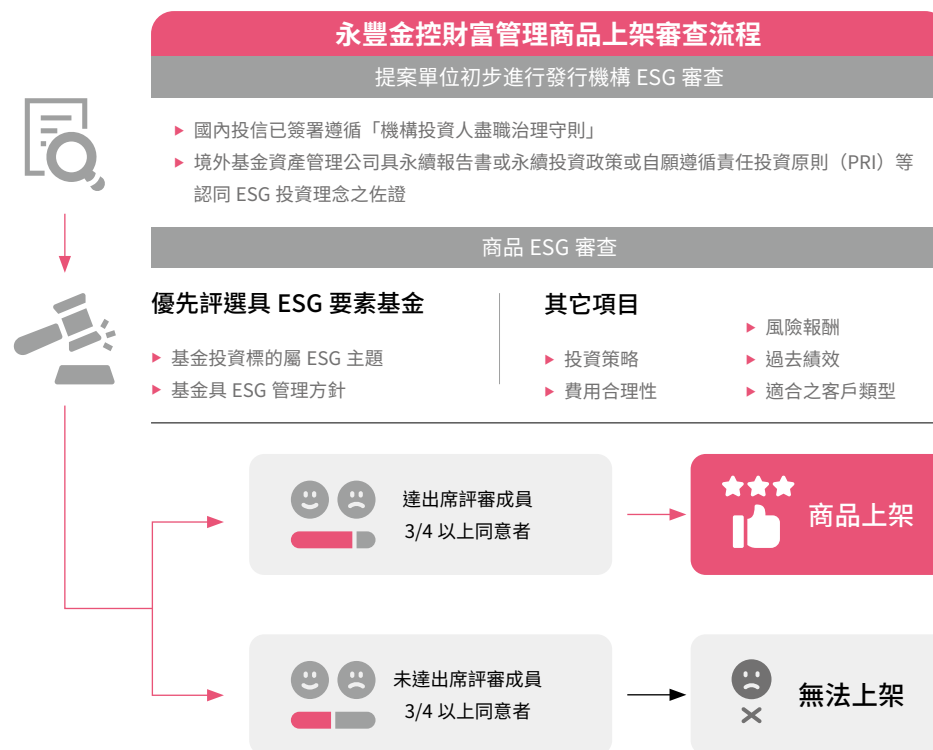 永豐金控財富管理商品上架審查流程
提案單位初步進行發行機構 ESG 審查
國內投信已簽署遵循「機構投資人盡職治理守則」
境外基金資產管理公司具永續報告書或永續投資政策或自願遵循責任投資原則（PRI）等
認同 ESG 投資理念之佐證
商品 ESG 審查
優先評選具 ESG 要素基金
基金投資標的屬 ESG 主題
基金具 ESG 管理方針
其它項目
投資策略
費用合理性
風險報酬
過去績效
適合之客戶類型
達出席評審成員
3/4 以上同意者
商品上架
未達出席評審成員
3/4 以上同意者
無法上架